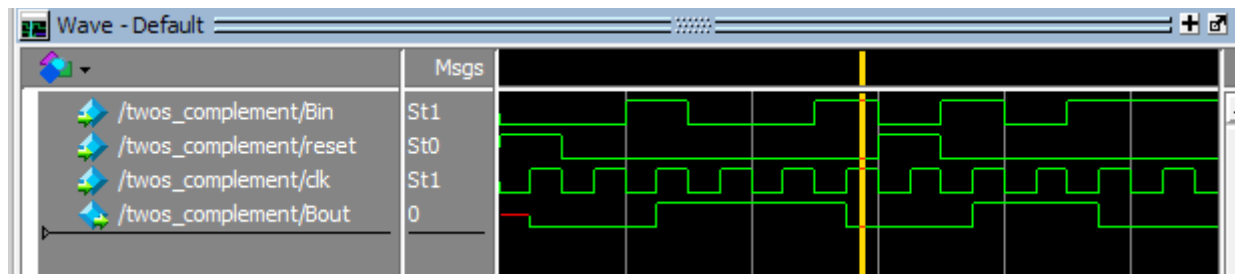 Wave - Default
Msgs
/twos_complement/Bin St1
/twos_complement/reset St0
/twos_complement/clk St1
/twos_complement/Bout 0